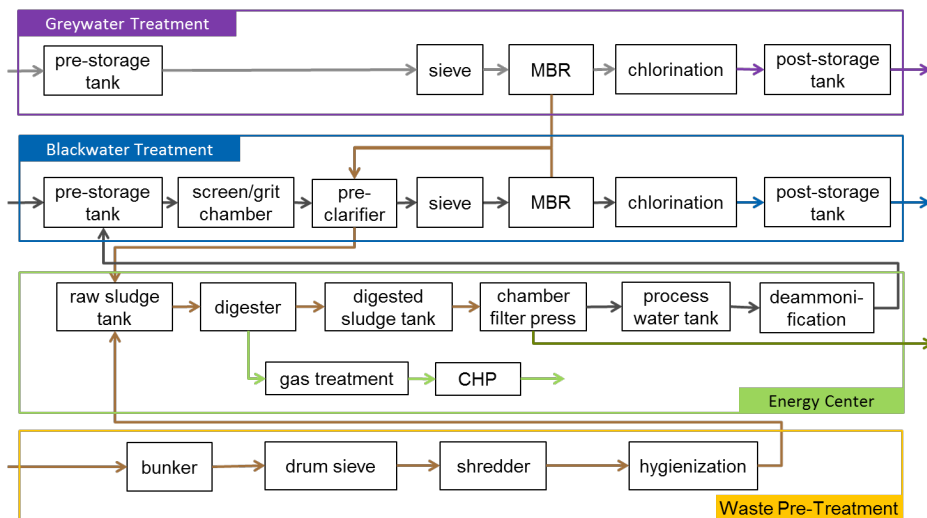 Greywater Treatment
pre-storage
tank
sieve
MBR
chlorination
post-storage
tank
Blackwater Treatment
pre-storage
tank
screen/grit
chamber
pre-
clarifier
sieve
MBR
chlorination
post-storage
tank
raw sludge
tank
digester
digested
sludge tank
chamber
filter press
process
water tank
deammoni-
fication
gas treatment
CHP
Energy Center
bunker
drum sieve
shredder
hygienization
Waste Pre-Treatment